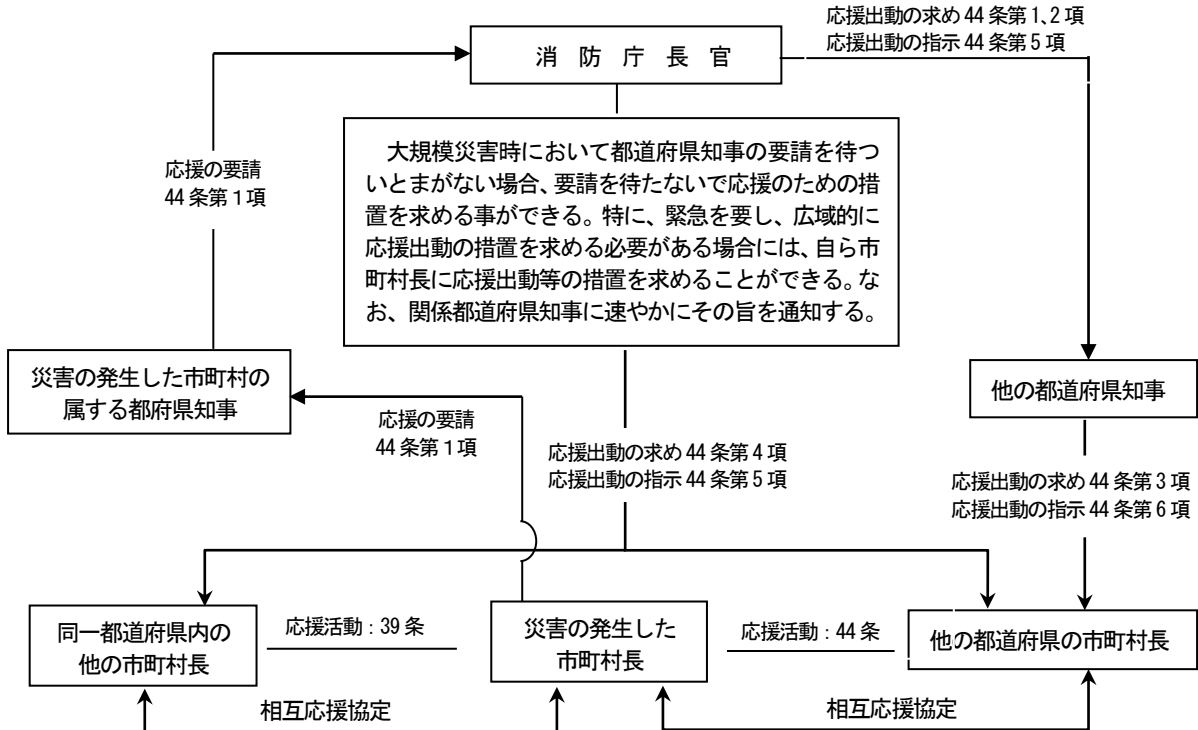 応援出動の求め 44 条第 1、2 項
応援出動の指示 44 条第 5 項
消 防 庁 長 官
応援の要請
44 条第 1 項
大規模災害時において都道府県知事の要請を待つ
いとまがない場合、要請を待たないで応援のための措
置を求める事ができる。特に、緊急を要し、広域的に
応援出動の措置を求める必要がある場合には、自ら市
町村長に応援出動等の措置を求めることができる。な
お、関係都道府県知事に速やかにその旨を通知する。
災害の発生した市町村の
属する都府県知事
他の都道府県知事
応援の要請
44 条第 1 項
応援出動の求め 44 条第 4 項
応援出動の指示 44 条第 5 項
応援出動の求め 44 条第 3 項
応援出動の指示 44 条第 6 項
同一都道府県内の
他の市町村長
応援活動：39 条
災害の発生した
市町村長
応援活動：44 条
他の都道府県の市町村長
相互応援協定
相互応援協定